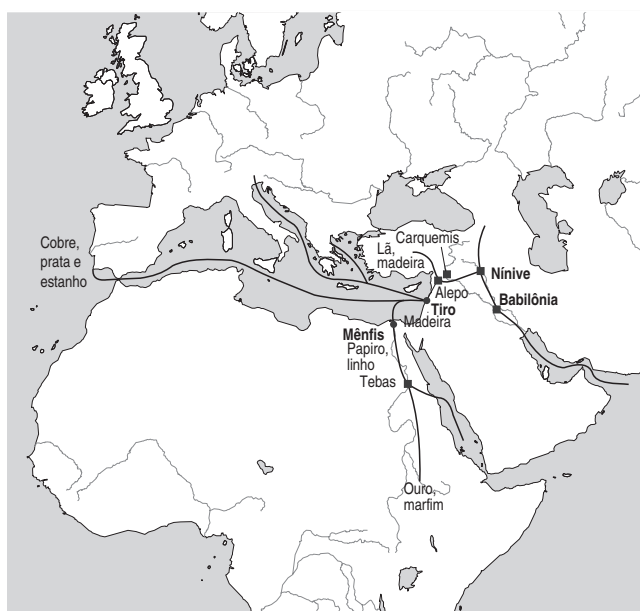 Cobre,
prata e
estanho
Carquemis
Lã,
madeira
Nínive
Alepo
Babilônia
Tiro
Madeira
Mênfis
Papiro,
linho
Tebas
Ouro,
marfim